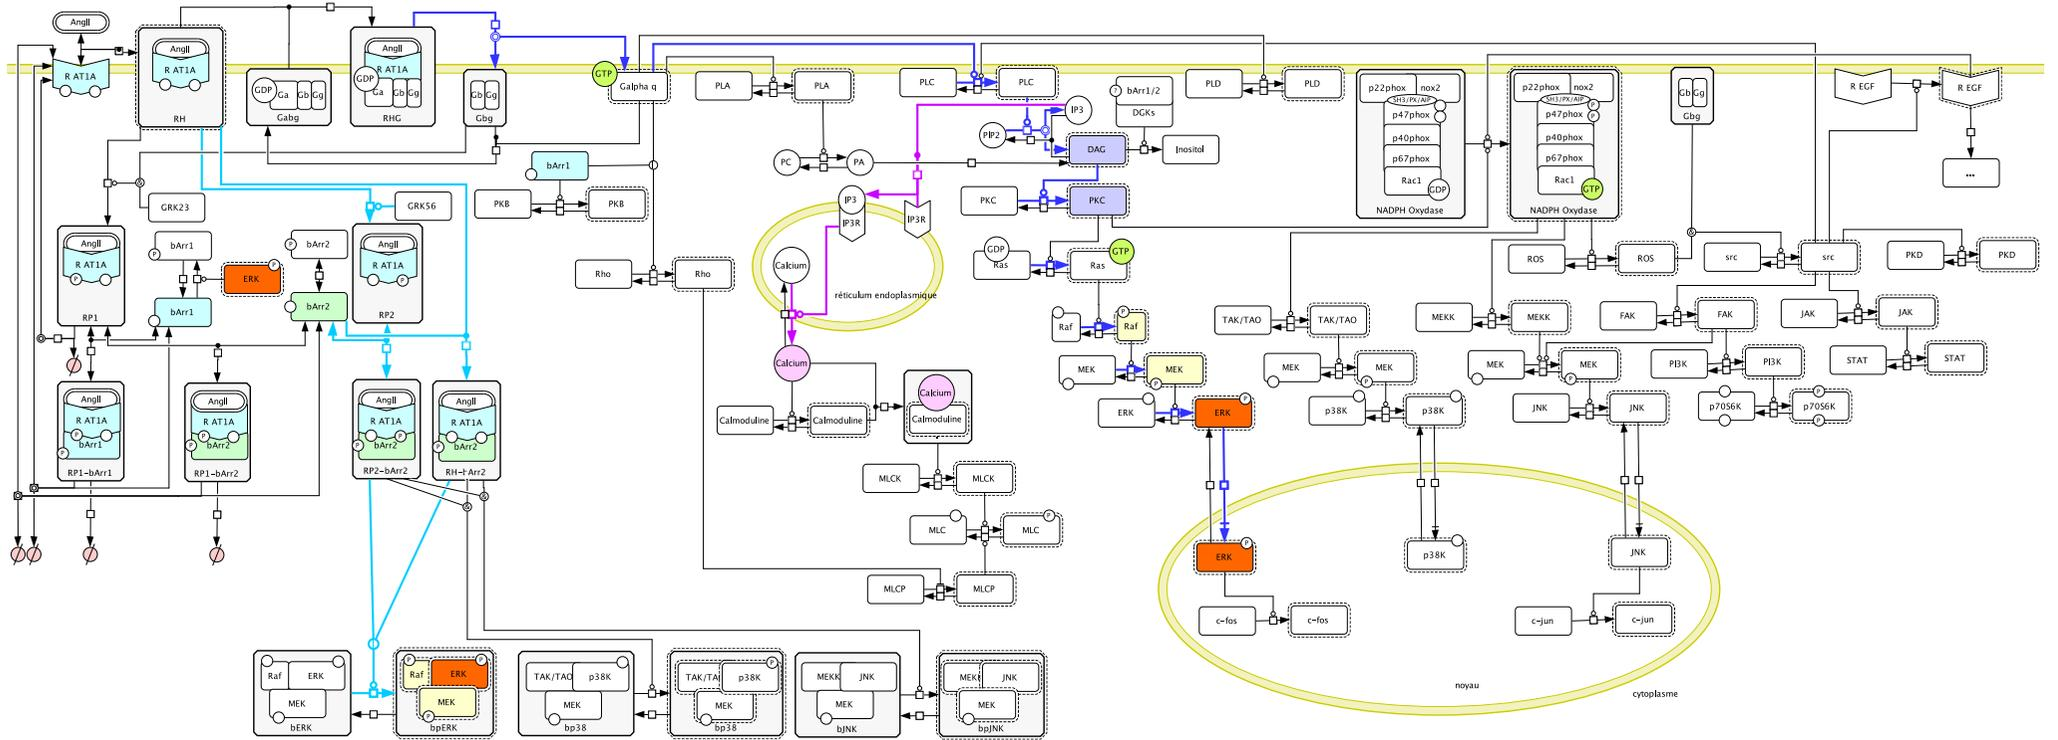 AngII
R AT1A
AngII
R AT1A
RH
GDP
Ga
Gb
Gg
Gabg
AngII
R AT1A
GDP
Ga
Gb
Gg
RHG
Gb
Gg
Gbg
GTP
Galpha q
PLA
PLA
PLC
PLC
IP3
PIP2
?
bArr1/2
DGKs
DAG
Inositol
PLD
PLD
p22phox
nox2
SH3/PX/AIP
p47phox
p40phox
p67phox
Rac1
GDP
NADPH Oxydase
p22phox
nox2
SH3/PX/AIP
P
p47phox
P
p40phox
p67phox
Rac1
GTP
NADPH Oxydase
Gb
Gg
Gbg
R EGF
R EGF
...
PC
PA
bArr1
PKB
PKB
PKC
PKC
&
GRK23
GRK56
IP3
IP3R
IP3R
Calcium
réticulum endoplasmique
AngII
R AT1A
P
RP1
bArr1
P
ERK
P
bArr1
bArr2
P
bArr2
AngII
R AT1A
P
RP2
Rho
Rho
GDP
Ras
GTP
Ras
ROS
ROS
&
src
src
PKD
PKD
Raf
Raf
P
TAK/TAO
TAK/TAO
MEKK
MEKK
FAK
FAK
JAK
JAK
Calcium
MEK
MEK
P
MEK
MEK
P
MEK
MEK
P
PI3K
PI3K
STAT
STAT
AngII
R AT1A
P
bArr1
P
RP1-bArr1
AngII
R AT1A
P
bArr2
P
RP1-bArr2
AngII
R AT1A
P
bArr2
P
RP2-bArr2
AngII
R AT1A
P
bArr2
Calmoduline
Calmoduline
Calcium
Calmoduline
ERK
ERK
P
p38K
p38K
JNK
JNK
p70S6K
p70S6K
P
P
MLCK
MLCK
&
&
MLC
MLC
P
MLCP
MLCP
ERK
P
p38K
JNK
c-fos
c-fos
c-jun
c-jun
noyau
cytoplasme
Raf
ERK
MEK
bERK
P
Raf
P
ERK
MEK
P
bpERK
TAK/TAO
p38K
MEK
bp38
P
p38K
MEK
bp38
MEKK
JNK
MEK
bJNK
JNK
MEK
bpJNK